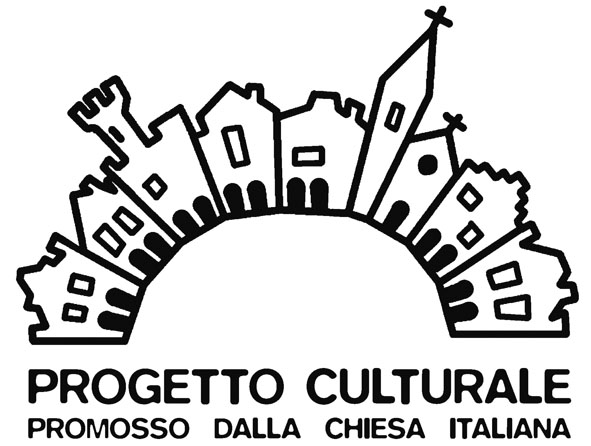 PROGETTO CULTURALE
PROMOSSO DALLA CHIESA ITALIANA